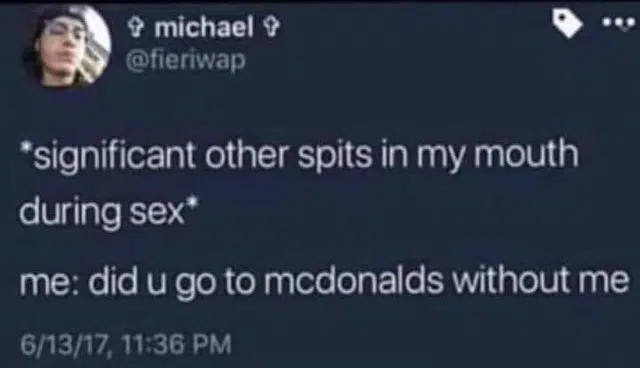 ✞ michael ✞
@fieriwap
*significant other spits in my mouth
during sex*
me: did u go to mcdonalds without me
6/13/17, 11:36 PM